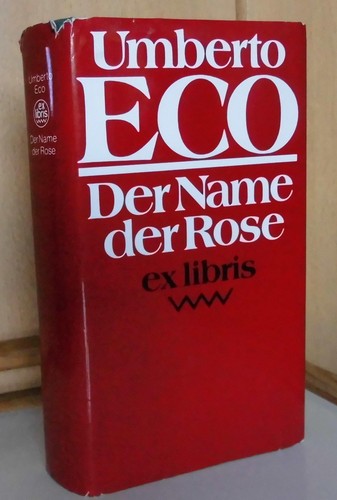 Umberto
ECO
Der Name
der Rose
ex libris
Umberto
Eco
ex
libris
Der Name
der Rose